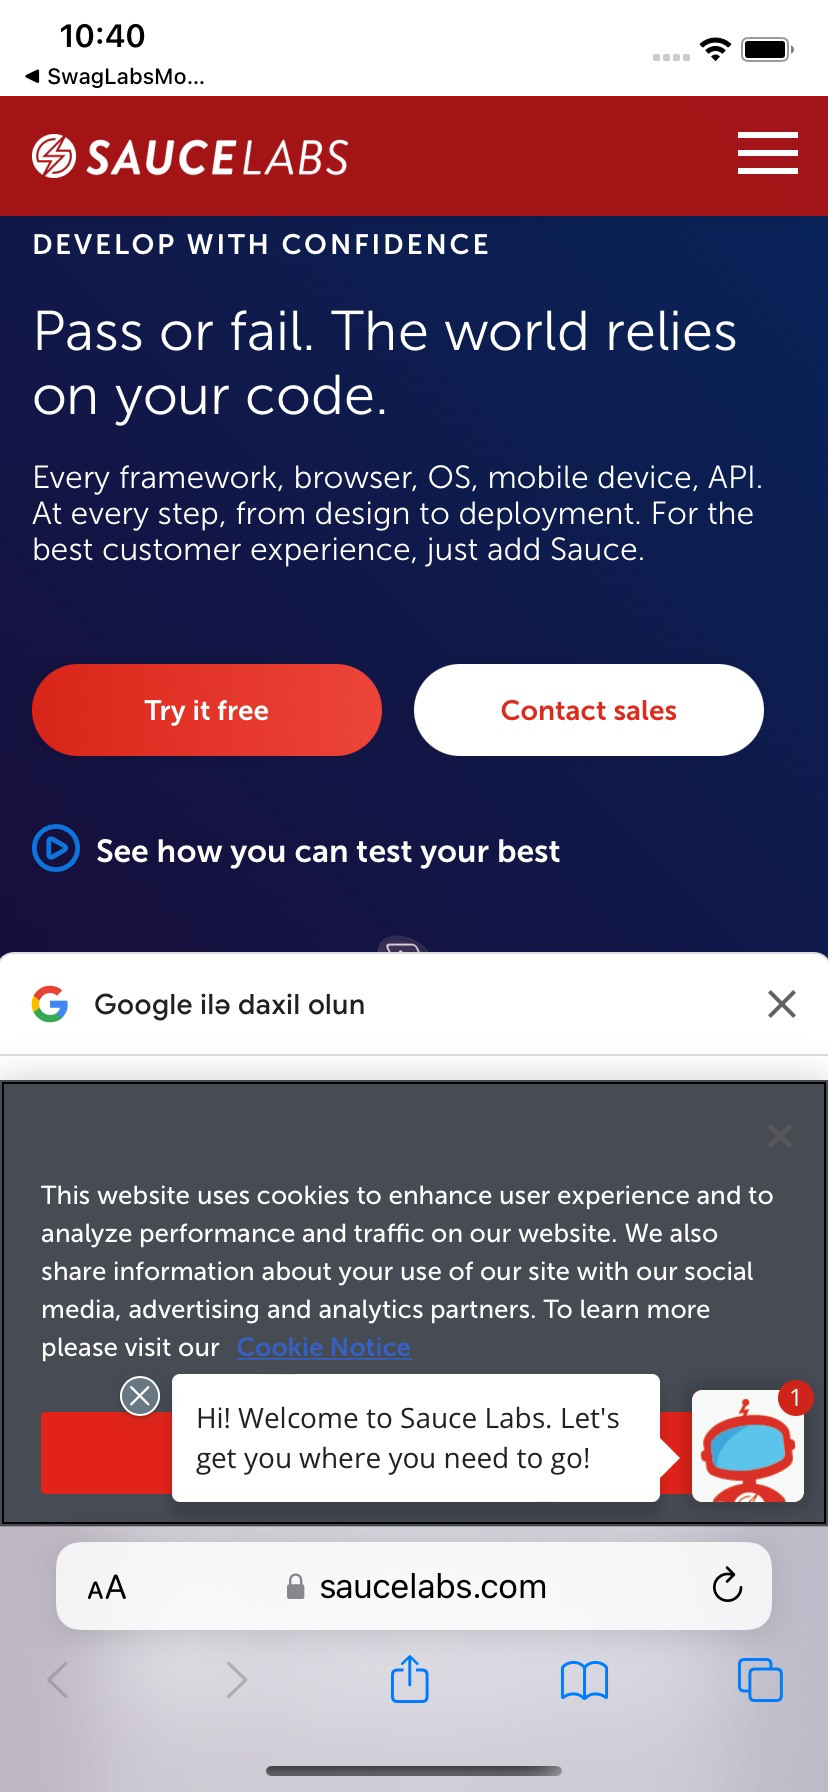 10:40
◀ SwagLabsMo...
SAUCELABS
DEVELOP WITH CONFIDENCE
Pass or fail. The world relies
on your code.
Every framework, browser, OS, mobile device, API.
At every step, from design to deployment. For the
best customer experience, just add Sauce.
Try it free
Contact sales
See how you can test your best
Google ilə daxil olun
This website uses cookies to enhance user experience and to
analyze performance and traffic on our website. We also
share information about your use of our site with our social
media, advertising and analytics partners. To learn more
please visit our Cookie Notice
1
Hi! Welcome to Sauce Labs. Let's
get you where you need to go!
AA
saucelabs.com